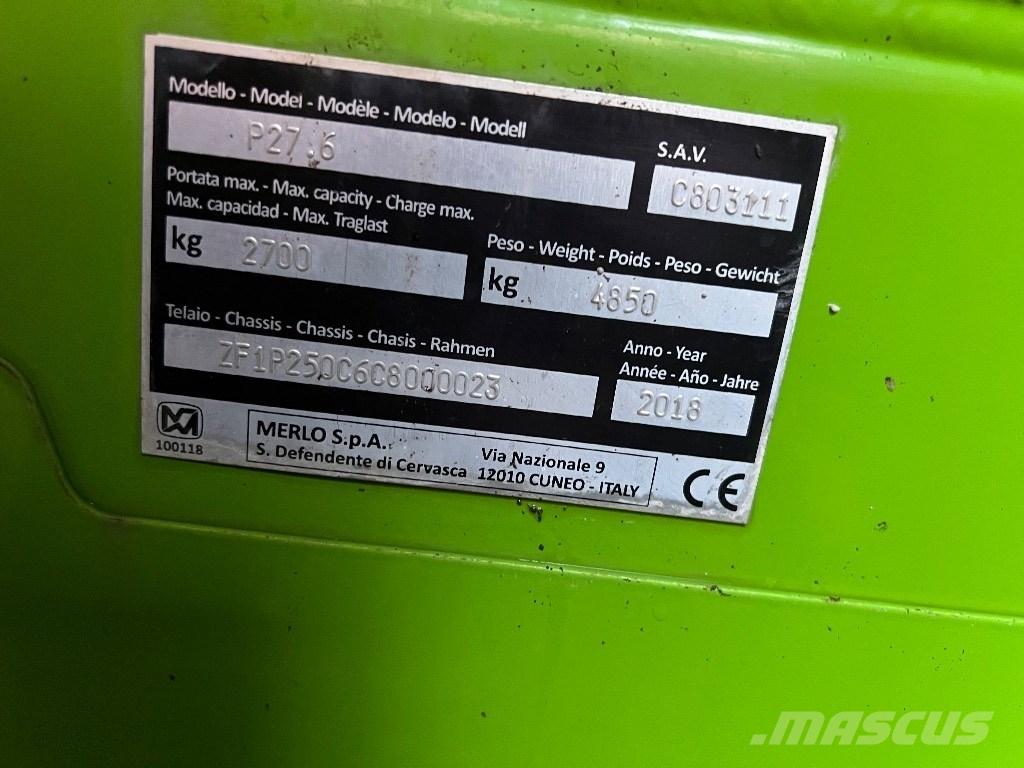 Modello - Model - Modèle - Modelo - Modell
P27.6
S.A.V.
C803111
Portata max. - Max. capacity - Charge max.
Max. capacidad - Max. Traglast
kg 2700
Peso - Weight - Poids - Peso - Gewicht
kg 4850
Telaio - Chassis - Chassis - Chasis - Rahmen
ZF1P250C6C8000023
Anno - Year
Année - Año - Jahre
2018
100118
MERLO S.p.A.
S. Defendente di Cervasca
Via Nazionale 9
12010 CUNEO - ITALY
CE
MASCUS